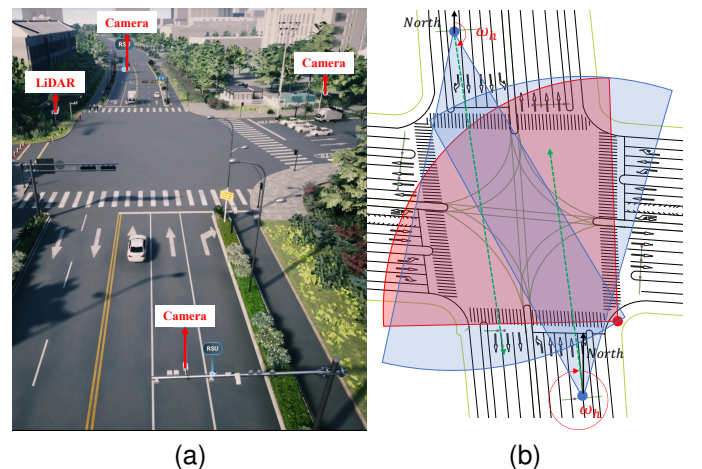 Camera
RSU
Camera
LiDAR
Camera
RSU
North
ω_h
North
ω_h
(a)
(b)